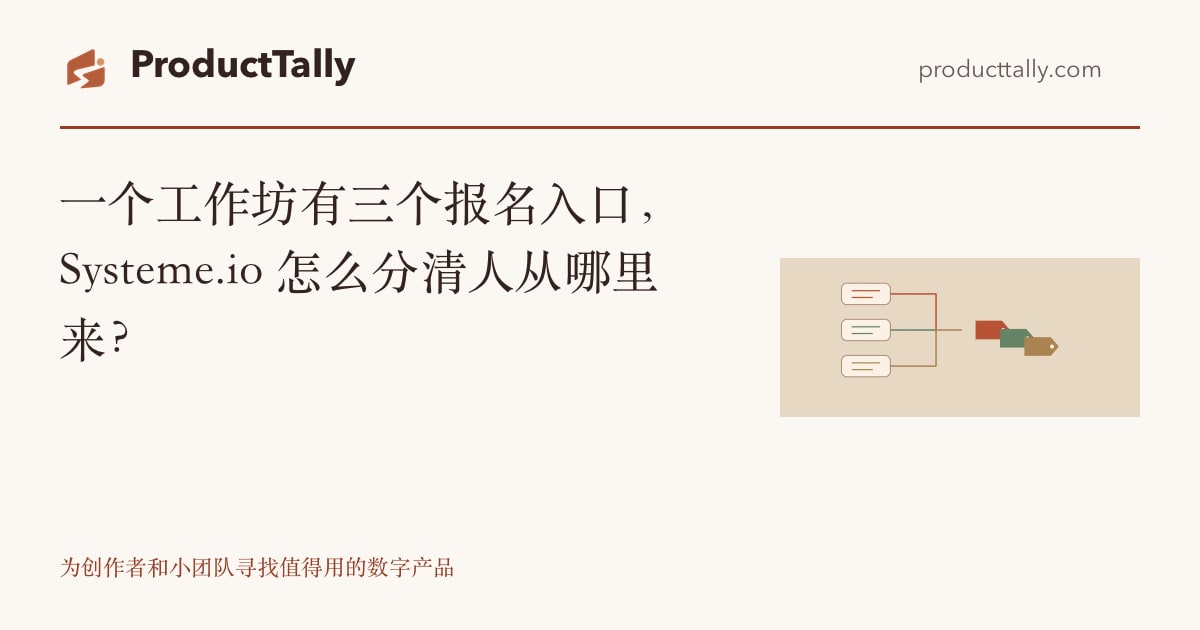 ProductTally
producttally.com
一个工作坊有三个报名入口，
Systeme.io 怎么分清人从哪里
来？
为创作者和小团队寻找值得用的数字产品